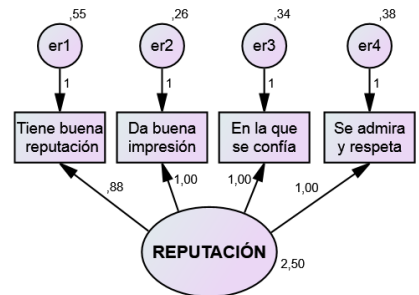 ,55
,26
,34
,38
er1
er2
er3
er4
1
1
1
1
Tiene buena
reputación
Da buena
impresión
En la que
se confía
Se admira
y respeta
,88
1,00
1,00
1,00
REPUTACIÓN
2,50